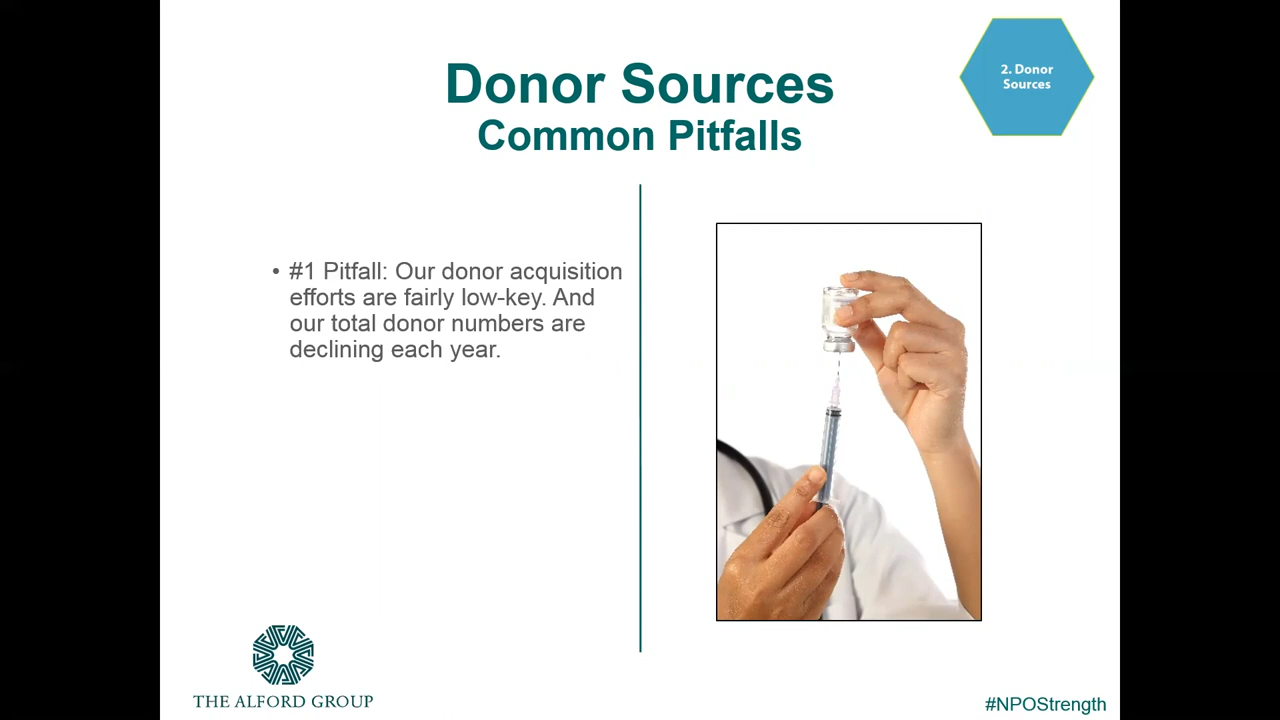 Donor Sources
Common Pitfalls
2. Donor
Sources
• #1 Pitfall: Our donor acquisition
efforts are fairly low-key. And
our total donor numbers are
declining each year.
THE ALFORD GROUP
#NPOStrength